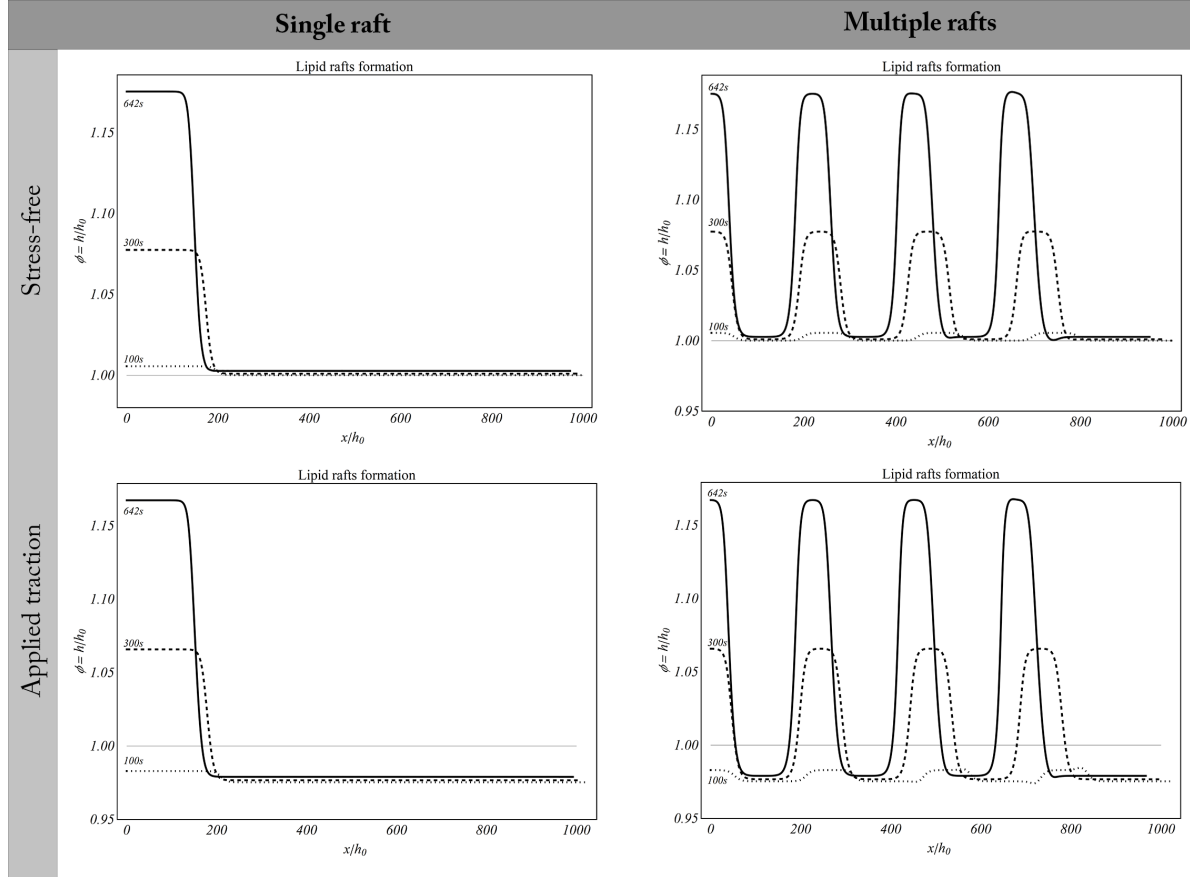 Single raft
Multiple rafts
Stress-free
Lipid rafts formation
642s
300s
100s
1.15
1.10
1.05
1.00
ϕ = h/h0
0
200
400
600
800
1000
x/h0
Lipid rafts formation
642s
300s
100s
1.15
1.10
1.05
1.00
0.95
ϕ = h/h0
0
200
400
600
800
1000
x/h0
Applied traction
Lipid rafts formation
642s
300s
100s
1.15
1.10
1.05
1.00
0.95
ϕ = h/h0
0
200
400
600
800
1000
x/h0
Lipid rafts formation
642s
300s
100s
1.15
1.10
1.05
1.00
0.95
ϕ = h/h0
0
200
400
600
800
1000
x/h0